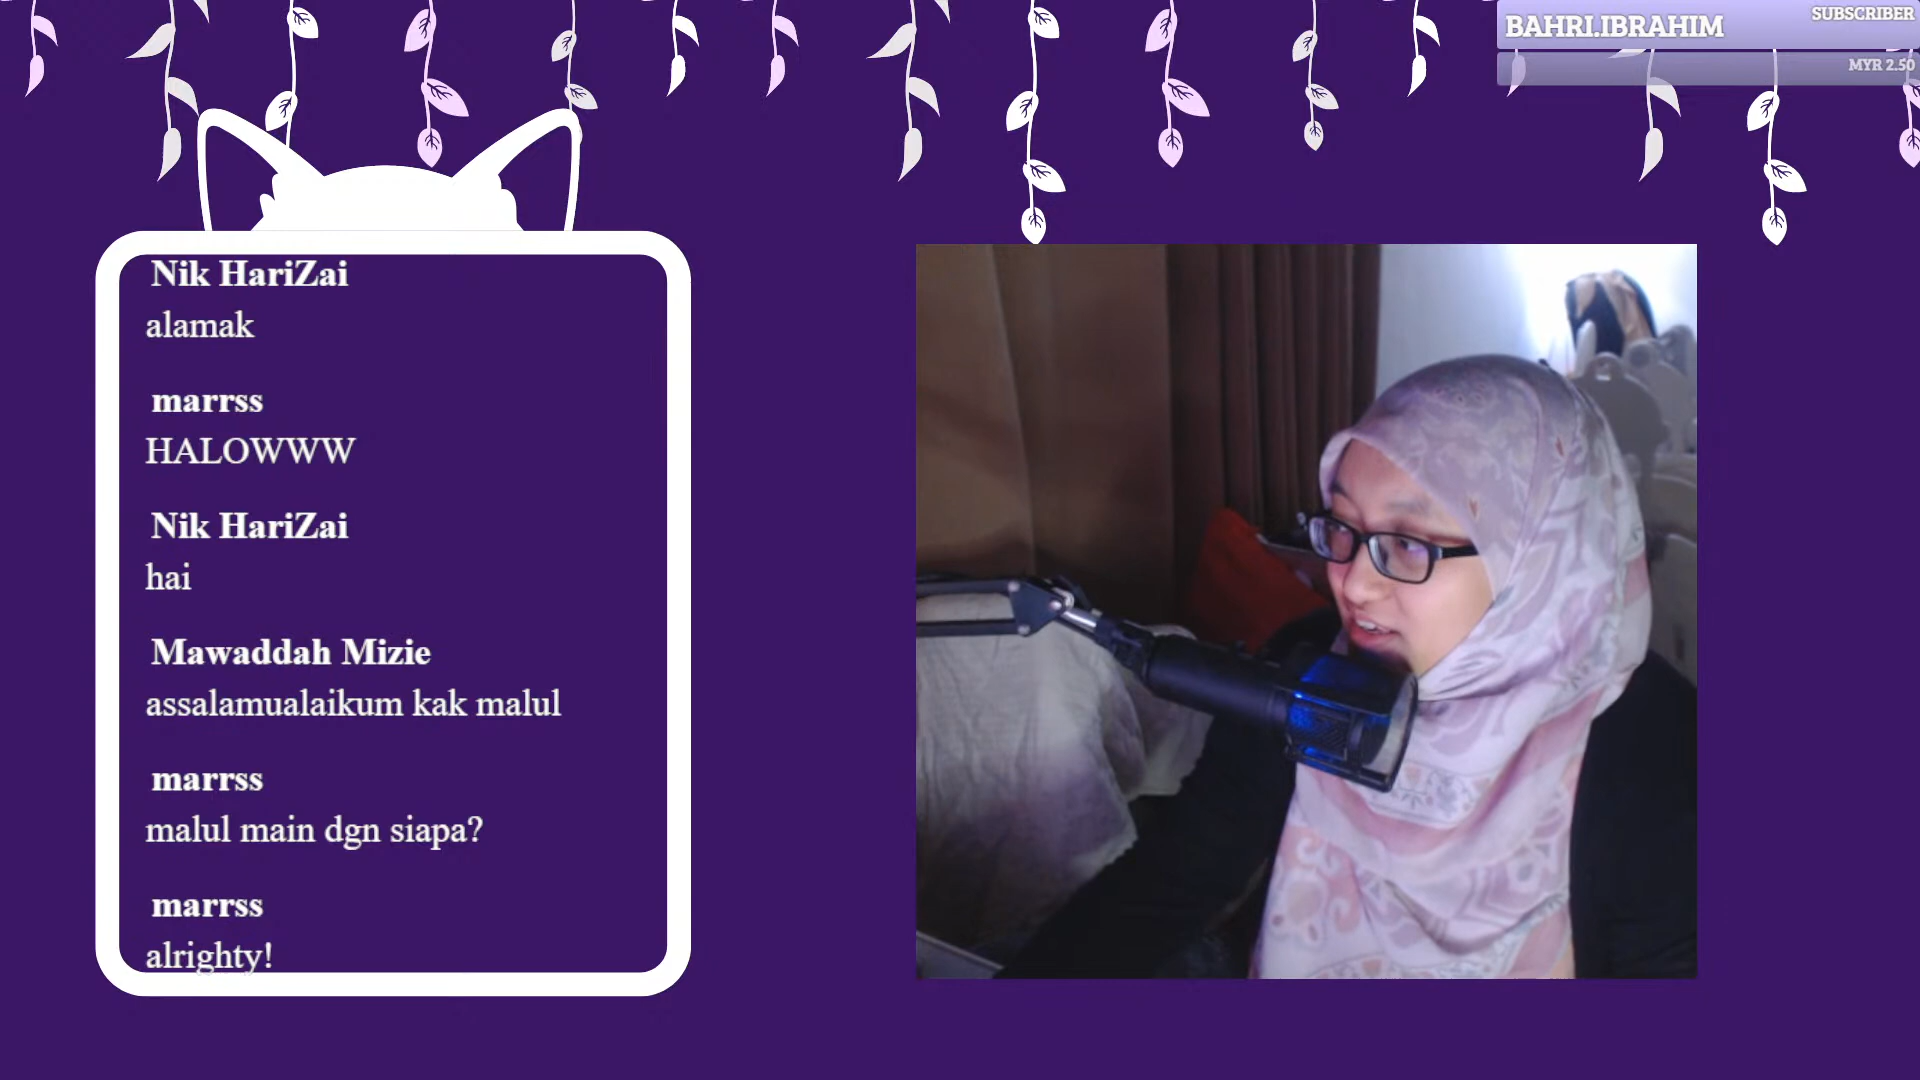 BAHRI.IBRAHIM
SUBSCRIBER
MYR 2.50
Nik HariZai
alamak
marrss
HALOWWW
Nik HariZai
hai
Mawaddah Mizie
assalamualaikum kak malul
marrss
malul main dgn siapa?
marrss
alrighty!